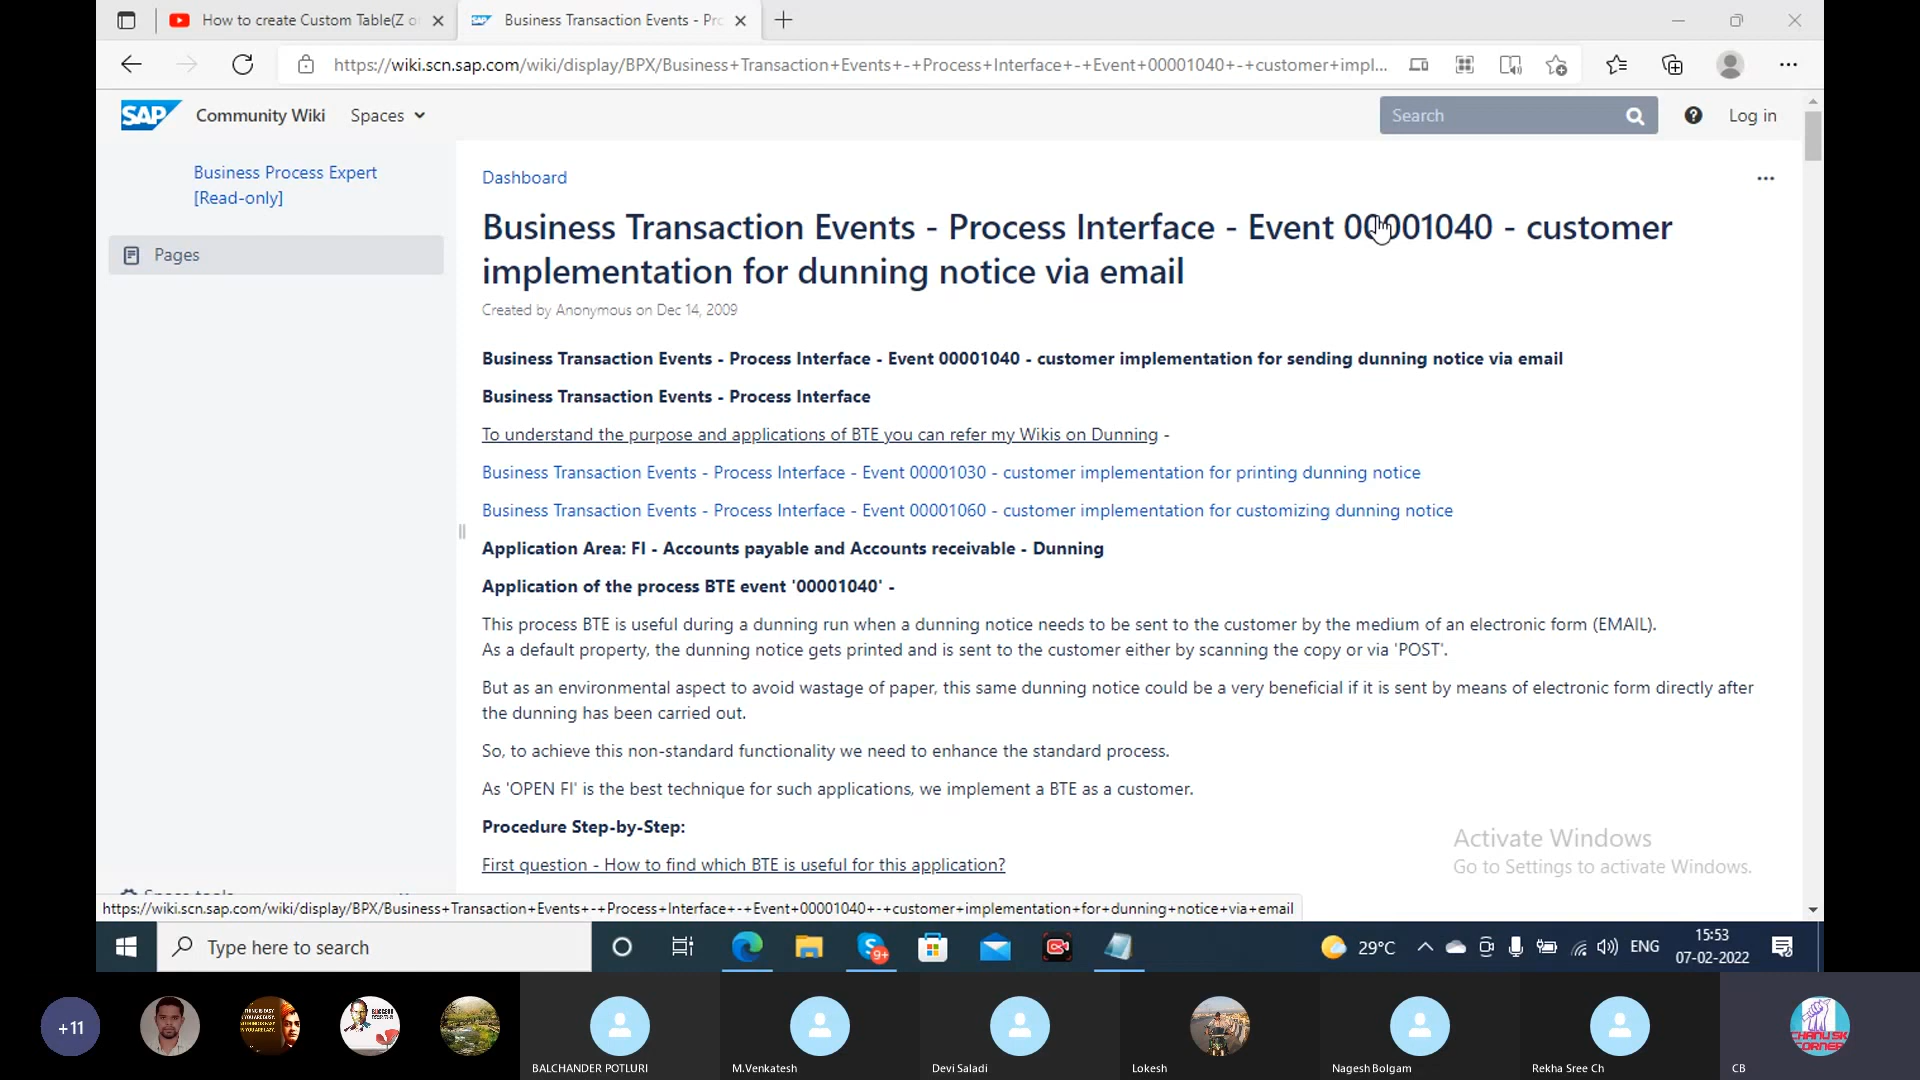 How to create Custom Table(Z o
Business Transaction Events - Pro
https://wiki.scn.sap.com/wiki/display/BPX/Business+Transaction+Events+-+Process+Interface+-+Event+00001040+-+customer+impl...
SAP
Community Wiki
Spaces
Search
Log in
Business Process Expert
[Read-only]
Pages
Dashboard
Business Transaction Events - Process Interface - Event 00001040 - customer
implementation for dunning notice via email
Created by Anonymous on Dec 14, 2009
Business Transaction Events - Process Interface - Event 00001040 - customer implementation for sending dunning notice via email
Business Transaction Events - Process Interface
To understand the purpose and applications of BTE you can refer my Wikis on Dunning -
Business Transaction Events - Process Interface - Event 00001030 - customer implementation for printing dunning notice
Business Transaction Events - Process Interface - Event 00001060 - customer implementation for customizing dunning notice
Application Area: FI - Accounts payable and Accounts receivable - Dunning
Application of the process BTE event '00001040' -
This process BTE is useful during a dunning run when a dunning notice needs to be sent to the customer by the medium of an electronic form (EMAIL).
As a default property, the dunning notice gets printed and is sent to the customer either by scanning the copy or via 'POST'.
But as an environmental aspect to avoid wastage of paper, this same dunning notice could be a very beneficial if it is sent by means of electronic form directly after
the dunning has been carried out.
So, to achieve this non-standard functionality we need to enhance the standard process.
As 'OPEN FI' is the best technique for such applications, we implement a BTE as a customer.
Procedure Step-by-Step:
First question - How to find which BTE is useful for this application?
Activate Windows
Go to Settings to activate Windows.
Space tools
https://wiki.scn.sap.com/wiki/display/BPX/Business+Transaction+Events+-+Process+Interface+-+Event+00001040+-+customer+implementation+for+dunning+notice+via+email
Type here to search
9+
29°C
ENG
15:53
07-02-2022
+11
BALCHANDER POTLURI
M.Venkatesh
Devi Saladi
Lokesh
Nagesh Bolgam
Rekha Sree Ch
CB